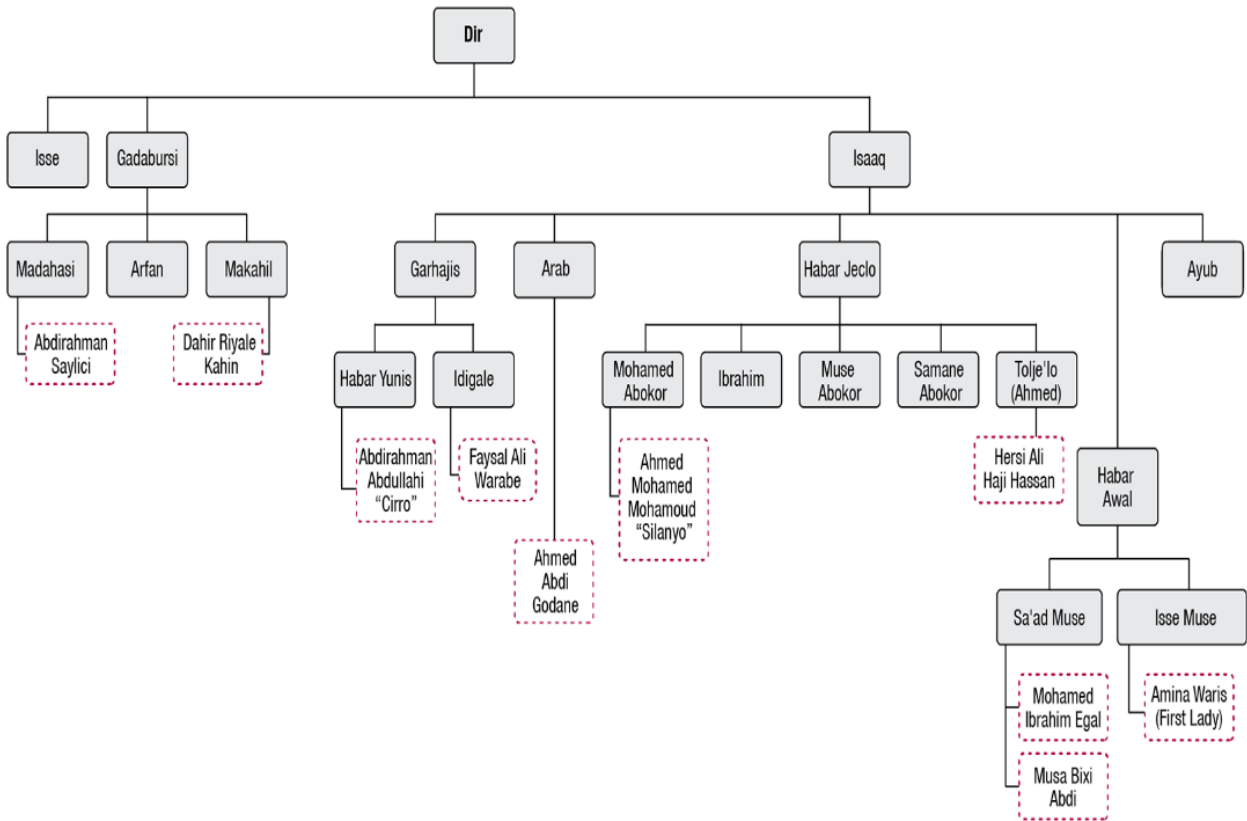 Dir
Isse
Gadabursi
Isaaq
Madahasi
Arfan
Makahil
Garhajis
Arab
Habar Jeclo
Ayub
Abdirahman
Saylici
Dahir Riyale
Kahin
Habar Yunis
Idigale
Mohamed
Abokor
Ibrahim
Muse
Abokor
Samane
Abokor
Tolje'lo
(Ahmed)
Abdirahman
Abdullahi
“Cirro”
Faysal Ali
Warabe
Ahmed
Mohamed
Mohamoud
“Silanyo”
Hersi Ali
Haji Hassan
Habar
Awal
Ahmed
Abdi
Godane
Sa'ad Muse
Isse Muse
Mohamed
Ibrahim Egal
Amina Waris
(First Lady)
Musa Bixi
Abdi